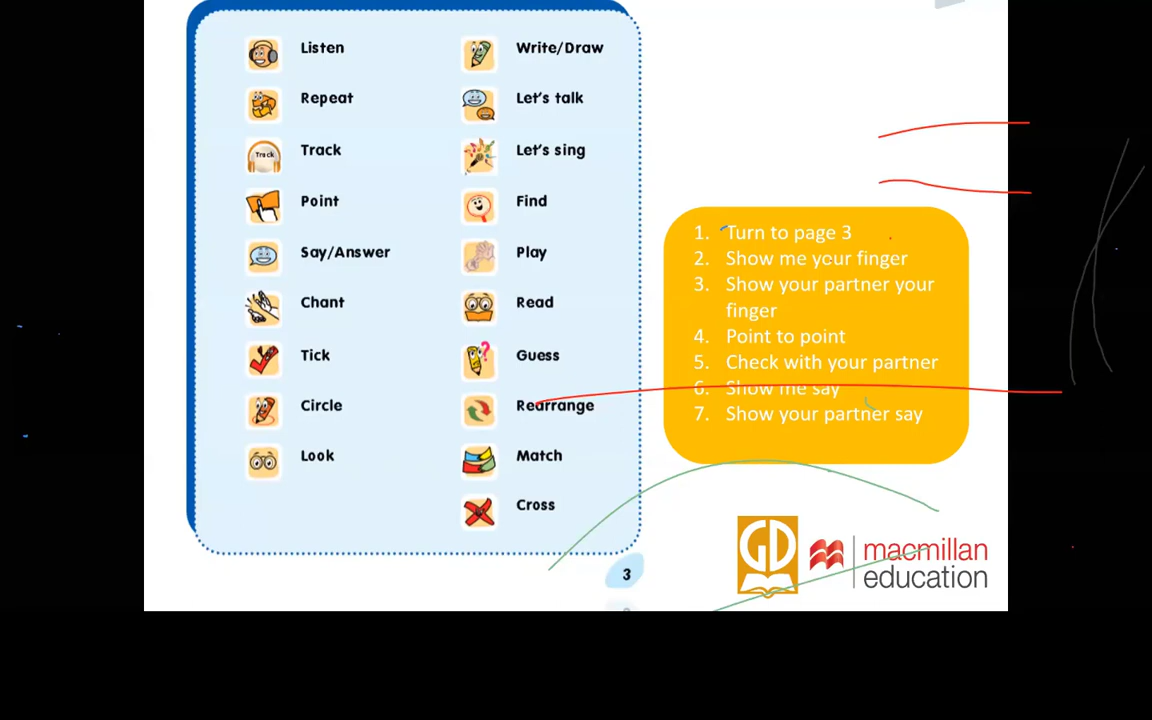 Listen
Repeat
Track
Track
Point
Say/Answer
Chant
Tick
Circle
Look
Write/Draw
Let's talk
Let's sing
Find
Play
Read
Guess
Rearrange
Match
Cross
3
1. Turn to page 3
2. Show me your finger
3. Show your partner your
finger
4. Point to point
5. Check with your partner
6. Show me say
7. Show your partner say
GD
macmillan
education